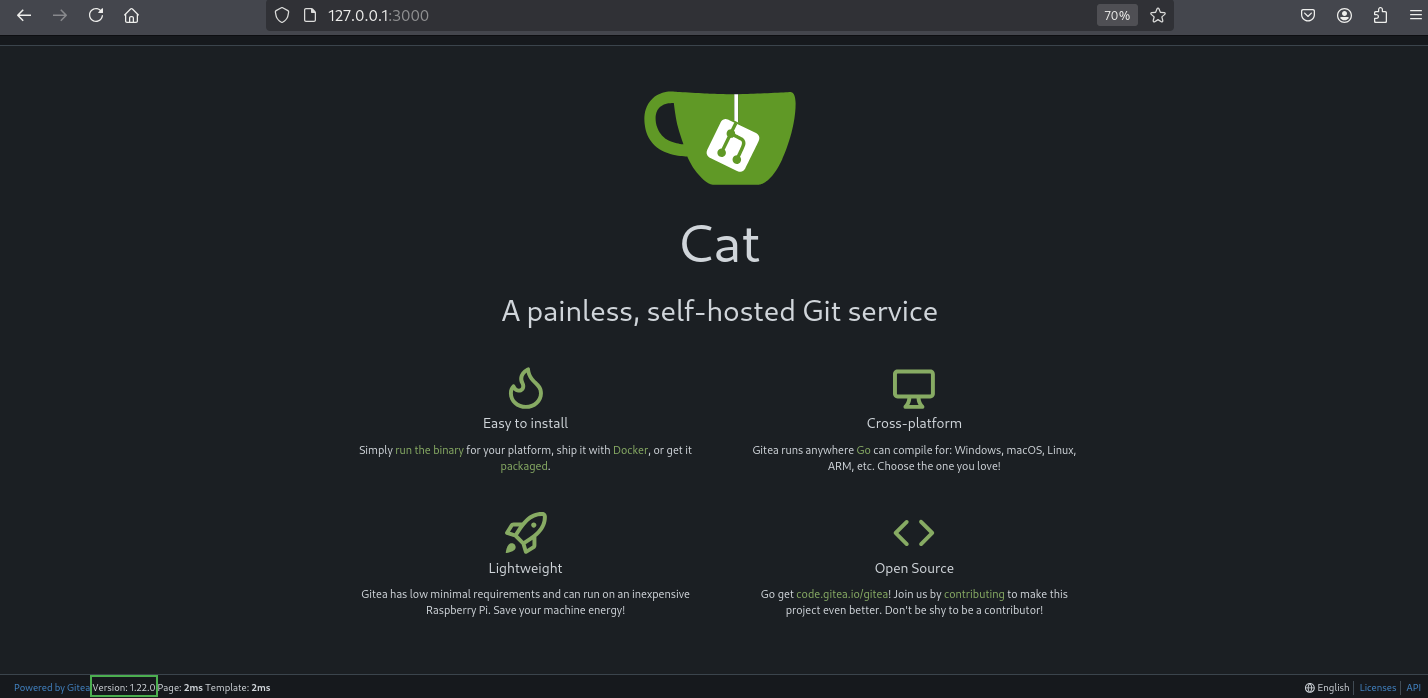 127.0.0.1:3000
70%
Cat
A painless, self-hosted Git service
Easy to install
Simply run the binary for your platform, ship it with Docker, or get it
packaged.
Cross-platform
Gitea runs anywhere Go can compile for: Windows, macOS, Linux,
ARM, etc. Choose the one you love!
Lightweight
Gitea has low minimal requirements and can run on an inexpensive
Raspberry Pi. Save your machine energy!
Open Source
Go get code.gitea.io/gitea! Join us by contributing to make this
project even better. Don't be shy to be a contributor!
Powered by Gitea Version: 1.22.0 Page: 2ms Template: 2ms
English Licenses API